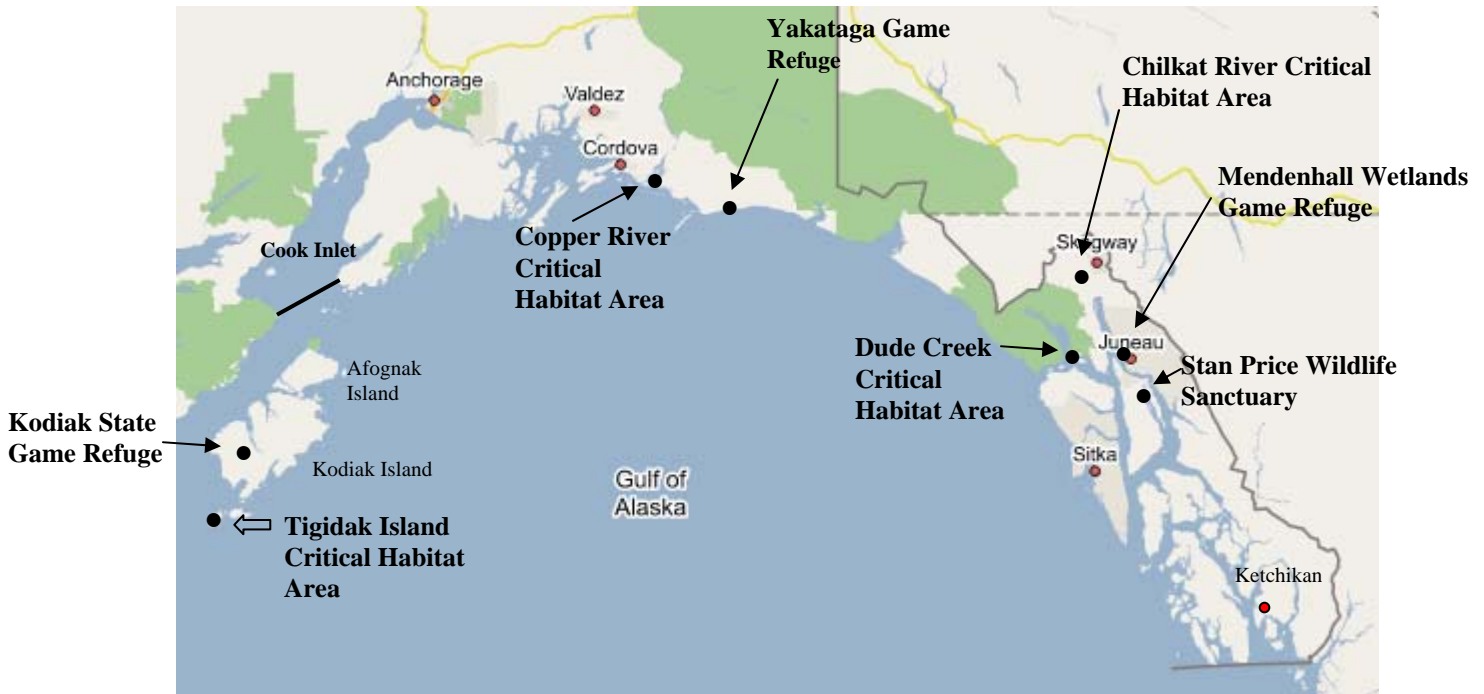 Yakataga Game
Refuge
Chilkat River Critical
Habitat Area
Anchorage
Valdez
Cordova
Mendenhall Wetlands
Game Refuge
Copper River
Critical
Habitat Area
Cook Inlet
Skagway
Dude Creek
Critical
Habitat Area
Juneau
Stan Price Wildlife
Sanctuary
Afognak
Island
Kodiak State
Game Refuge
Kodiak Island
Sitka
Gulf of
Alaska
Tigidak Island
Critical Habitat
Area
Ketchikan